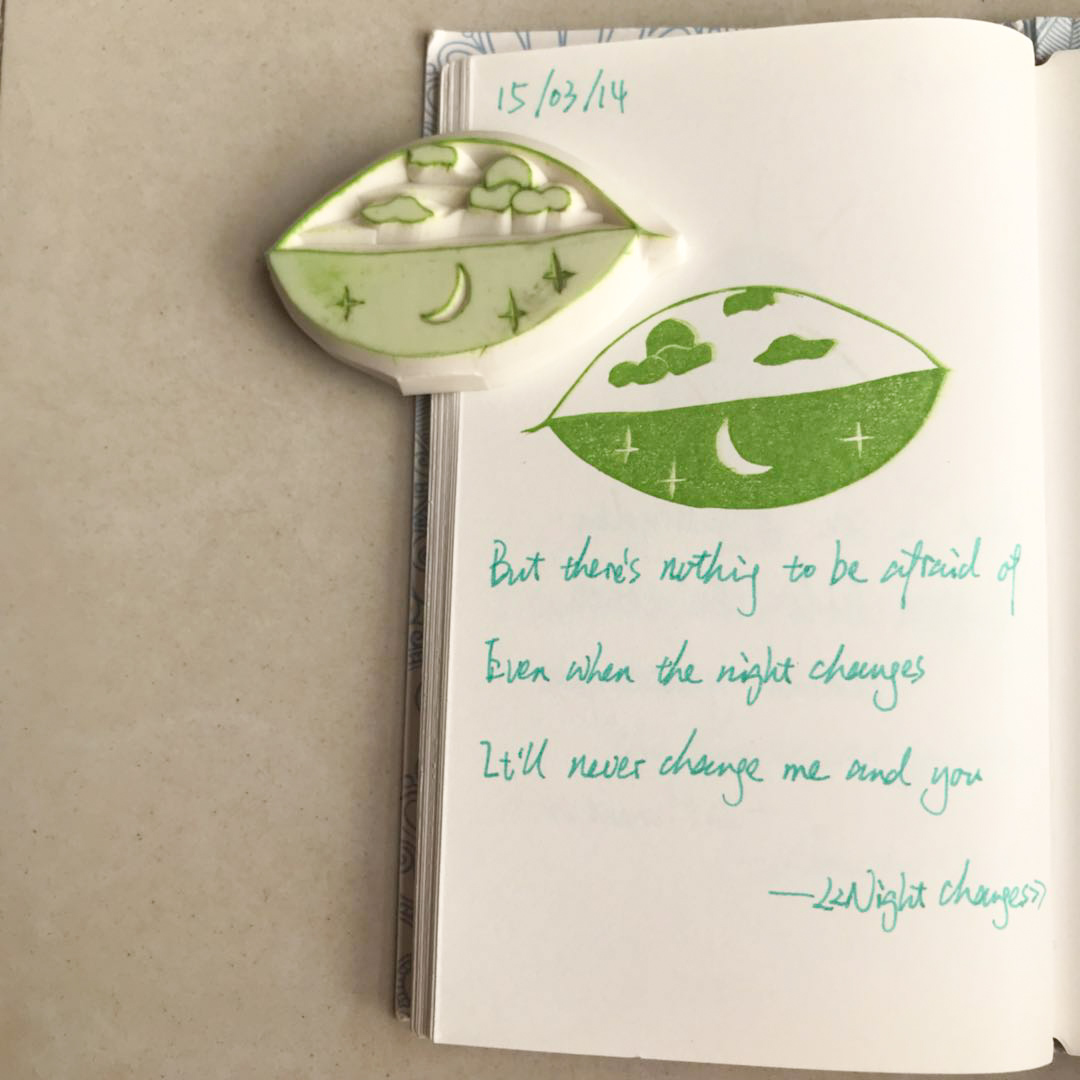 15/03/14
But there's nothing to be afraid of
Even when the night changes
It'll never change me and you
—《Night changes》